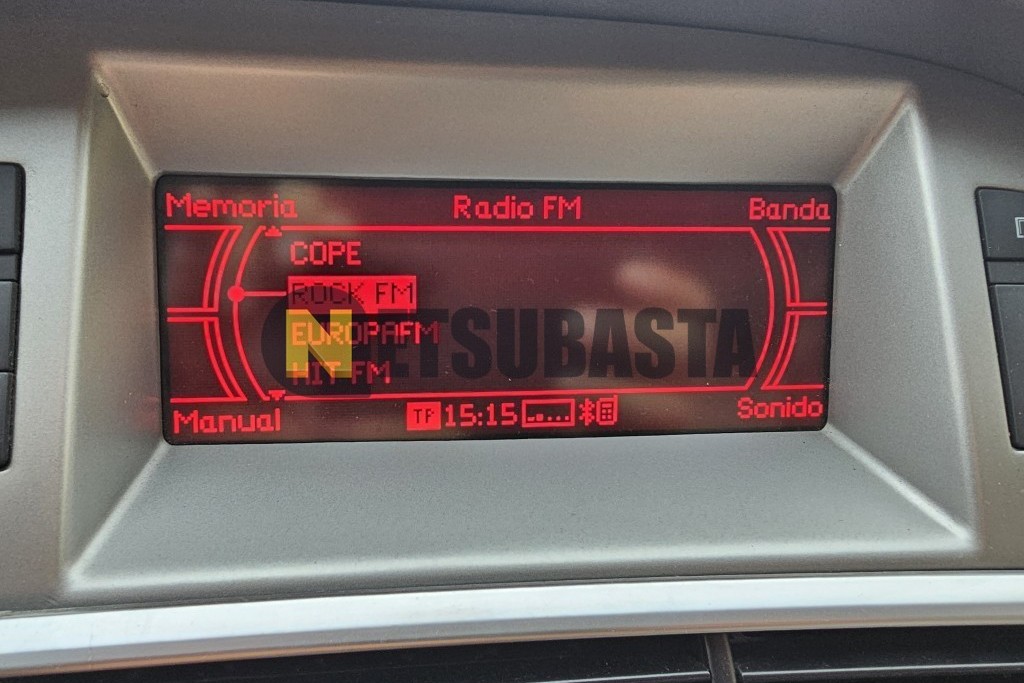 Memoria Radio FM Banda
COPE
ROCK FM
EUROPAFM
NETSUBASTA
HIT FM
Manual TP 15:15 Sonido